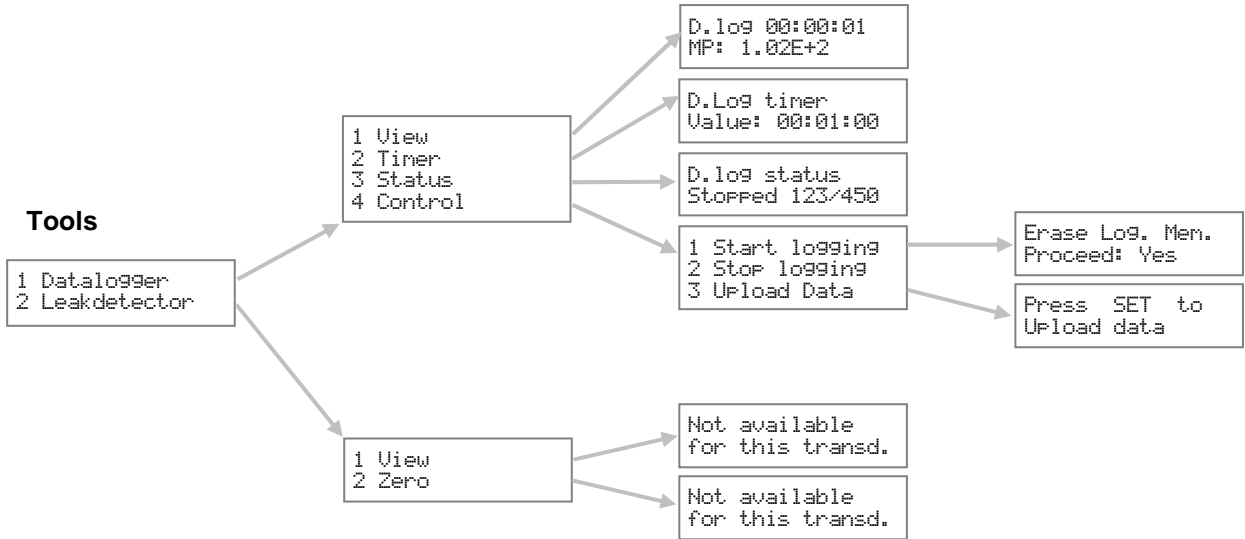 Tools
1 Datalogger
2 Leakdetector
1 View
2 Timer
3 Status
4 Control
D.log 00:00:01
MP: 1.02E+2
D.Log timer
Value: 00:01:00
D.log status
Stopped 123/450
1 Start logging
2 Stop logging
3 Upload Data
Erase Log. Mem.
Proceed: Yes
Press SET to
Upload data
1 View
2 Zero
Not available
for this transd.
Not available
for this transd.